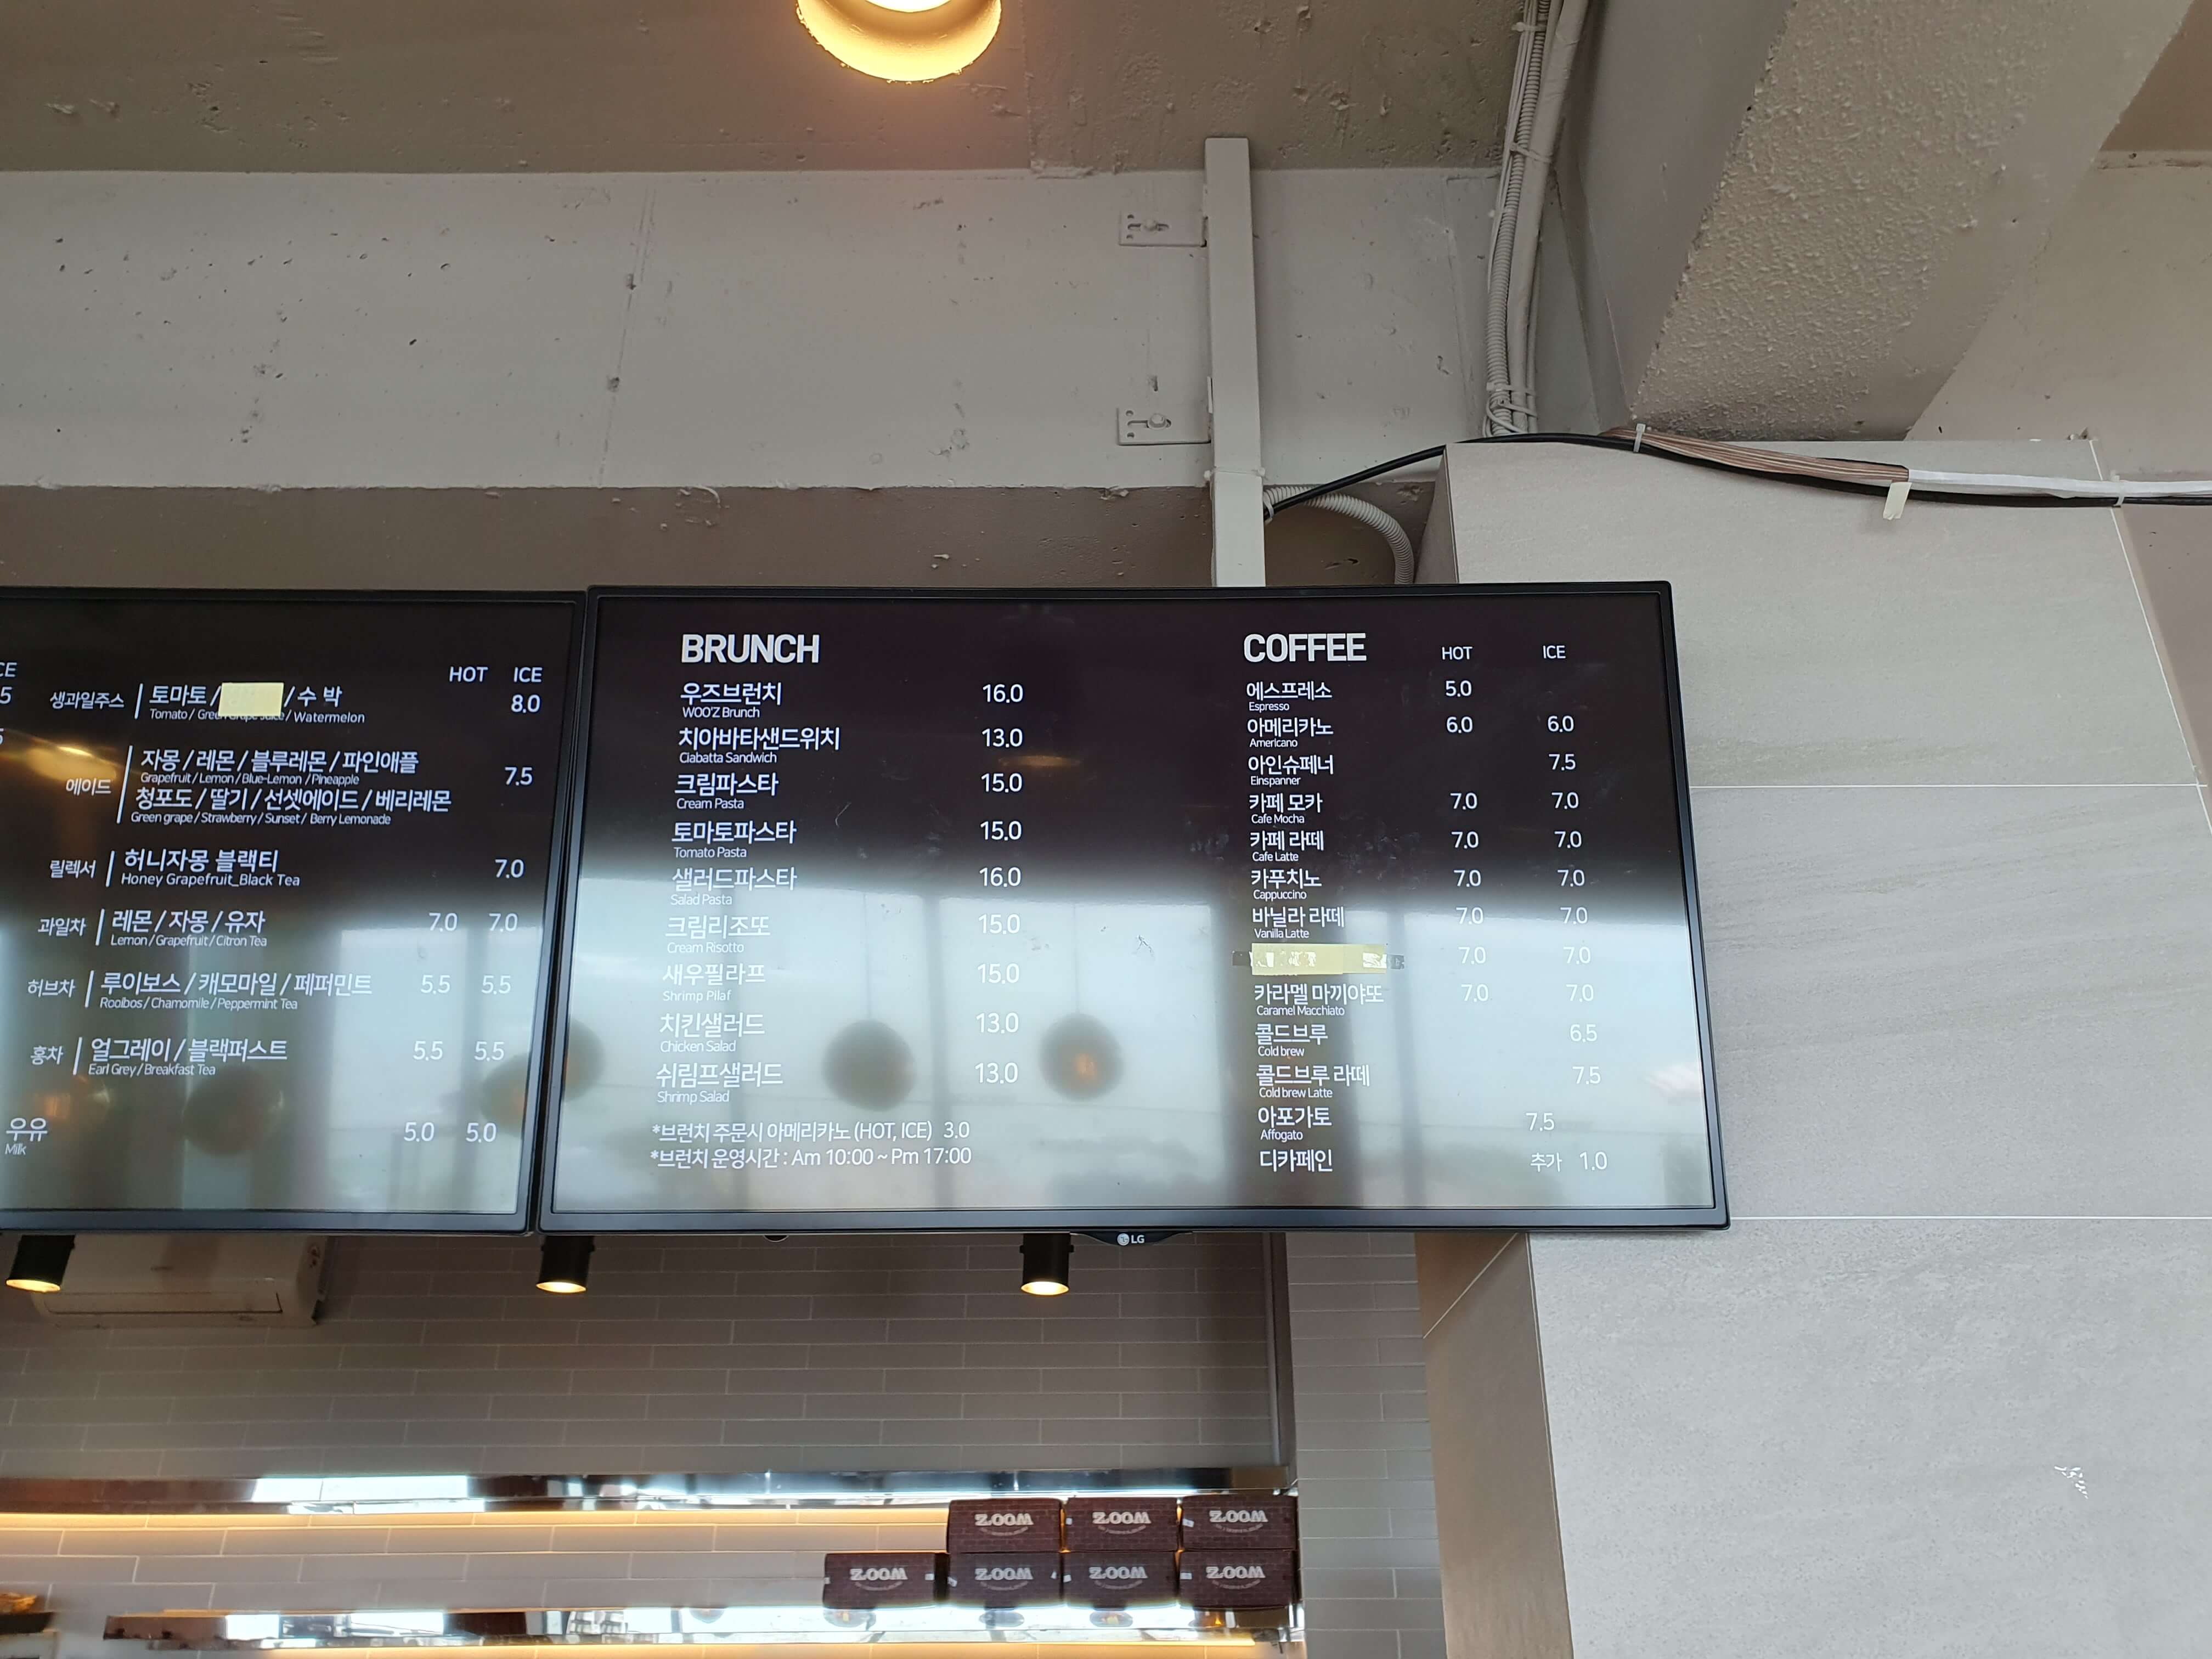 CE
5
HOT ICE
생과일주스 토마토 / / 수 박 8.0
Tomato / / Watermelon
에이드 자몽 / 레몬 / 블루레몬 / 파인애플 7.5
Grapefruit / Lemon / Blue-Lemon / Pineapple
청포도 / 딸기 / 선셋에이드 / 베리레몬
Green grape / Strawberry / Sunset / Berry Lemonade
릴렉서 허니자몽 블랙티 7.0
Honey Grapefruit_Black Tea
과일차 레몬 / 자몽 / 유자 7.0 7.0
Lemon / Grapefruit / Citron Tea
허브차 루이보스 / 캐모마일 / 페퍼민트 5.5 5.5
Rooibos / Chamomile / Peppermint Tea
홍차 얼그레이 / 블랙퍼스트 5.5 5.5
Earl Grey / Breakfast Tea
우유 5.0 5.0
Milk
BRUNCH
우즈브런치 16.0
WOO'Z Brunch
치아바타샌드위치 13.0
Ciabatta Sandwich
크림파스타 15.0
Cream Pasta
토마토파스타 15.0
Tomato Pasta
샐러드파스타 16.0
Salad Pasta
크림리조또 15.0
Cream Risotto
새우필라프 15.0
Shrimp Pilaf
치킨샐러드 13.0
Chicken Salad
쉬림프샐러드 13.0
Shrimp Salad
*브런치 주문시 아메리카노 (HOT, ICE) 3.0
*브런치 운영시간 : Am 10:00 ~ Pm 17:00
COFFEE HOT ICE
에스프레소 5.0
Espresso
아메리카노 6.0 6.0
Americano
아인슈페너 7.5
Einspanner
카페 모카 7.0 7.0
Cafe Mocha
카페 라떼 7.0 7.0
Cafe Latte
카푸치노 7.0 7.0
Cappuccino
바닐라 라떼 7.0 7.0
Vanilla Latte
7.0 7.0
카라멜 마끼야또 7.0 7.0
Caramel Macchiato
콜드브루 6.5
Cold brew
콜드브루 라떼 7.5
Cold brew Latte
아포가토 7.5
Affogato
디카페인 추가 1.0
LG
WOO'Z
WOO'Z
WOO'Z
WOO'Z
WOO'Z
WOO'Z
WOO'Z